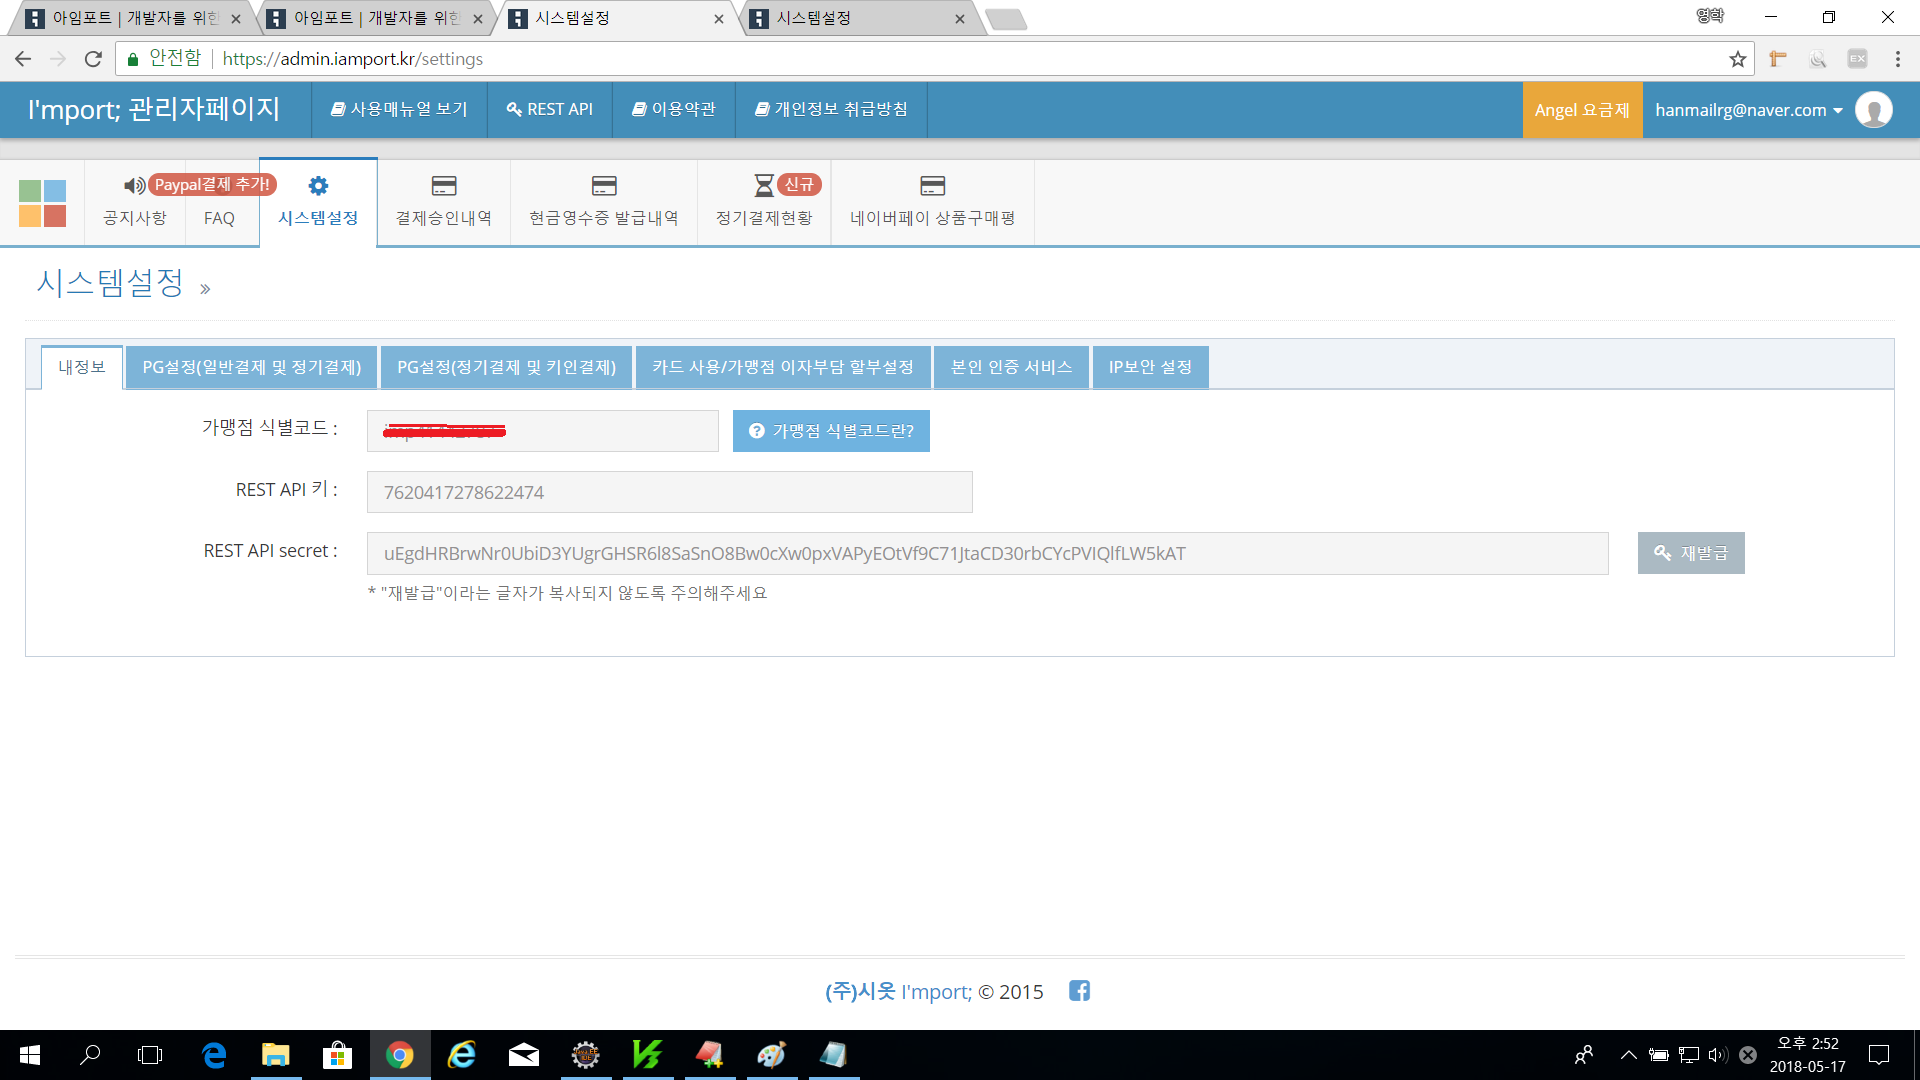 아임포트 | 개발자를 위한
아임포트 | 개발자를 위한
시스템설정
시스템설정
영학
안전함
https://admin.iamport.kr/settings
I'mport; 관리자페이지
사용매뉴얼 보기
REST API
이용약관
개인정보 취급방침
Angel 요금제
hanmailrg@naver.com
Paypal결제 추가!
신규
공지사항
FAQ
시스템설정
결제승인내역
현금영수증 발급내역
정기결제현황
네이버페이 상품구매평
시스템설정 »
내정보
PG설정(일반결제 및 정기결제)
PG설정(정기결제 및 키인결제)
카드 사용/가맹점 이자부담 할부설정
본인 인증 서비스
IP보안 설정
가맹점 식별코드 :
가맹점 식별코드란?
REST API 키 :
7620417278622474
REST API secret :
uEgdHRBrwNr0UbiD3YUgrGHSR6l8SaSnO8Bw0cXw0pxVAPyEOtVf9C71JtaCD30rbCYcPVIQlfLW5kAT
재발급
* "재발급"이라는 글자가 복사되지 않도록 주의해주세요
(주)시옷 I'mport; © 2015
오후 2:52
2018-05-17